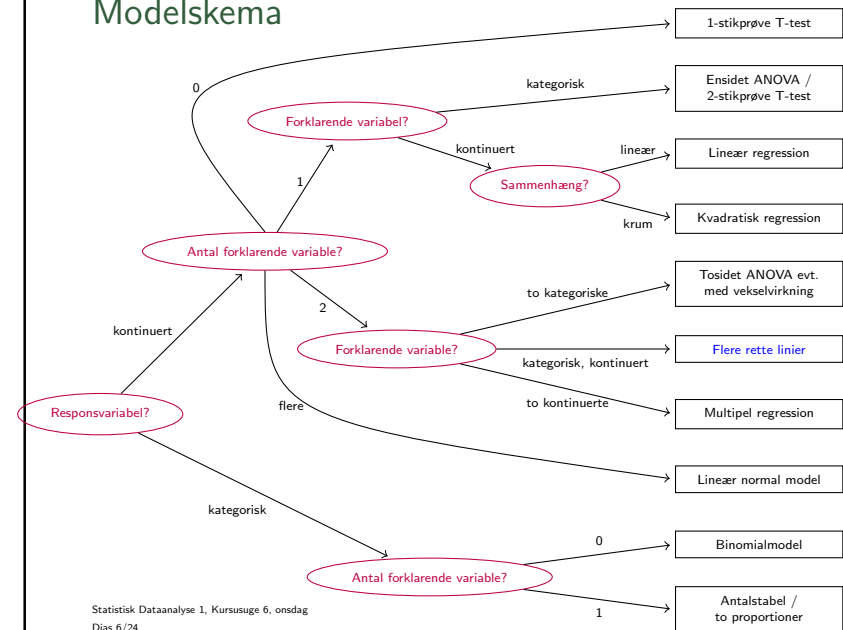 Modelskema
1-stikprøve T-test
0
kategorisk
Ensidet ANOVA /
2-stikprøve T-test
Forklarende variabel?
kontinuert
lineær
Lineær regression
1
Sammenhæng?
krum
Kvadratisk regression
Antal forklarende variable?
to kategoriske
Tosidet ANOVA evt.
med vekselvirkning
2
kontinuert
Forklarende variable?
kategorisk, kontinuert
Flere rette linier
to kontinuerte
flere
Responsvariabel?
Multipel regression
Lineær normal model
kategorisk
0
Binomialmodel
Antal forklarende variable?
1
Antalstabel /
to proportioner
Statistisk Dataanalyse 1, Kursusuge 6, onsdag
Dias 6/24